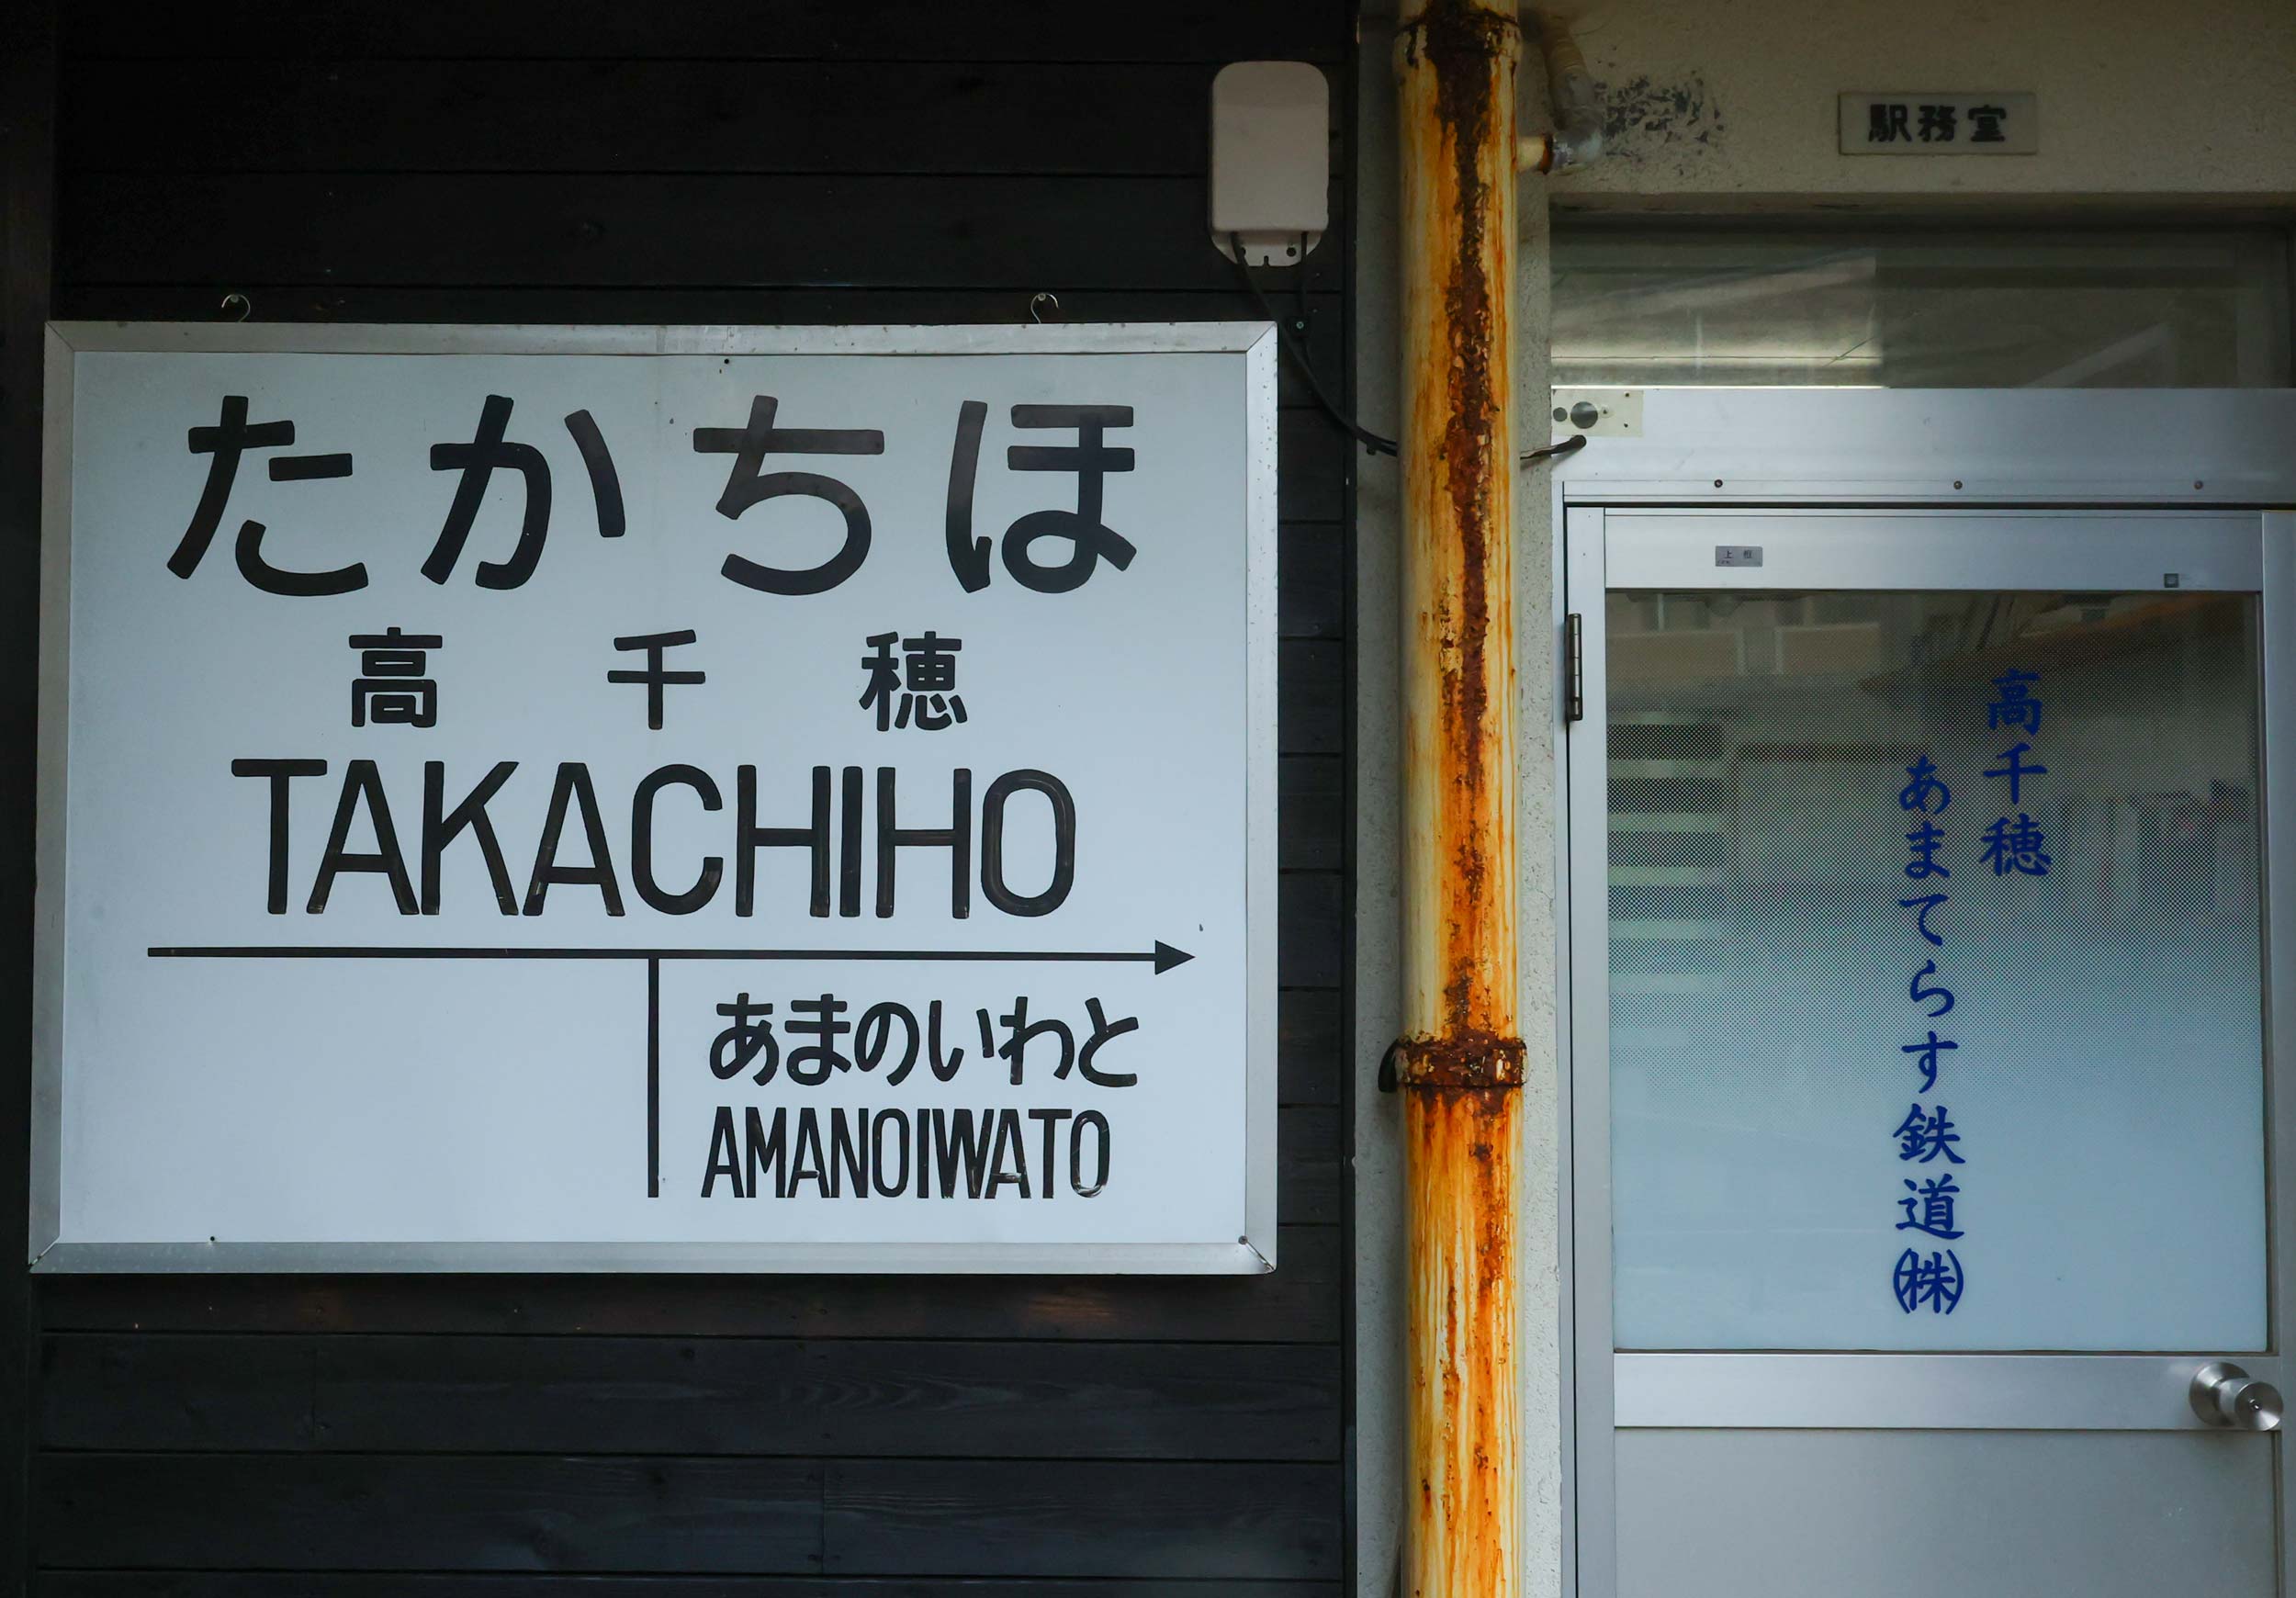 たかちほ
高千穂
TAKACHIHO
あまのいわと
AMANOIWATO
駅務室
高千穂
あまてらす鉄道㈱